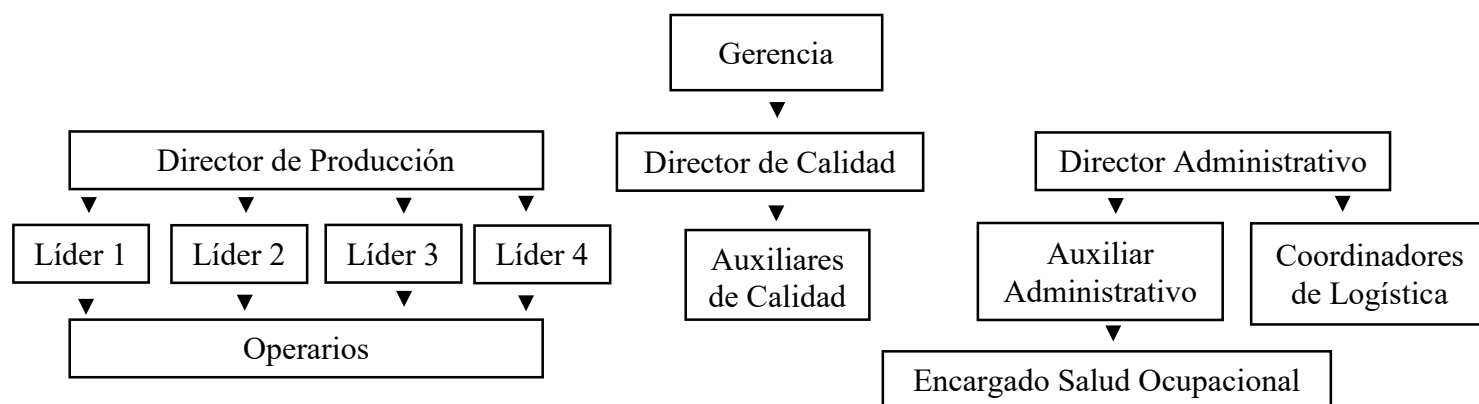 Gerencia
Director de Producción
Director de Calidad
Director Administrativo
Líder 1
Líder 2
Líder 3
Líder 4
Auxiliares
de Calidad
Auxiliar
Administrativo
Coordinadores
de Logística
Operarios
Encargado Salud Ocupacional